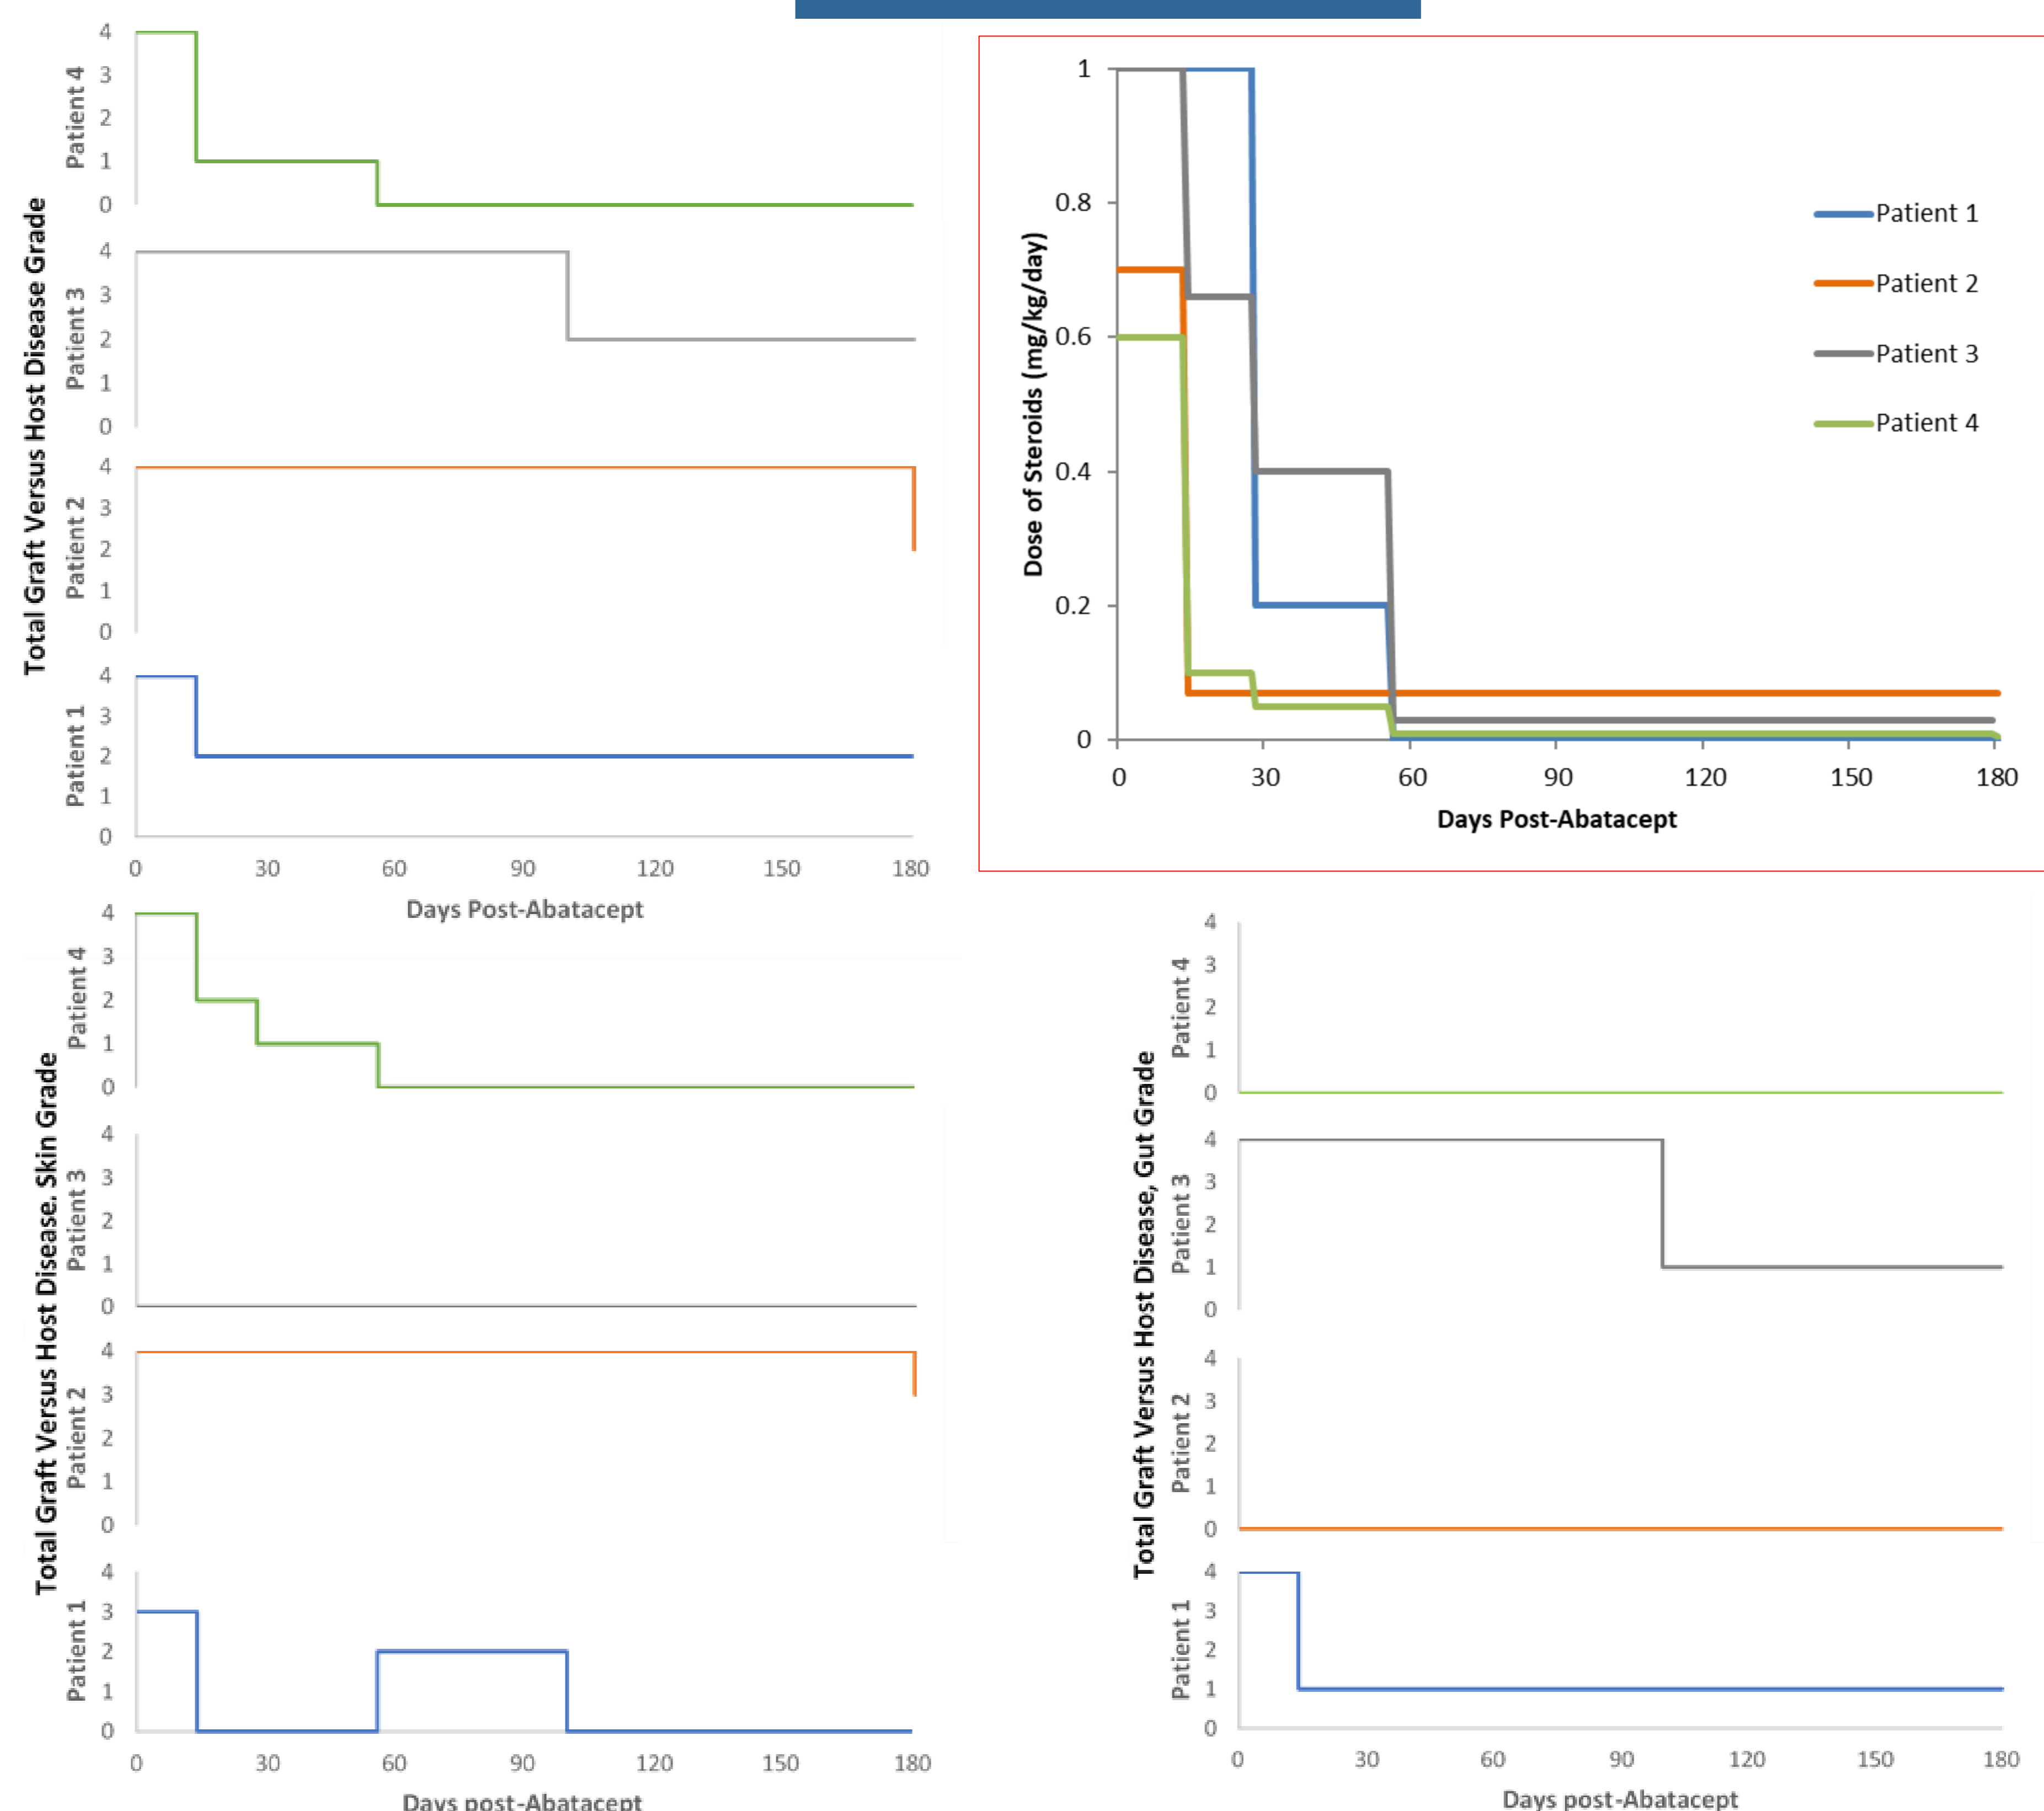 Total Graft Versus Host Disease Grade
Patient 4
4
3
2
1
0
Patient 3
4
3
2
1
0
Patient 2
4
3
2
1
0
Patient 1
4
3
2
1
0
0 30 60 90 120 150 180
Days Post-Abatacept
Dose of Steroids (mg/kg/day)
1
0.8
0.6
0.4
0.2
0
0 30 60 90 120 150 180
Days Post-Abatacept
Patient 1
Patient 2
Patient 3
Patient 4
Total Graft Versus Host Disease. Skin Grade
Patient 4
4
3
2
1
0
Patient 3
4
3
2
1
0
Patient 2
4
3
2
1
0
Patient 1
4
3
2
1
0
0 30 60 90 120 150 180
Days post-Abatacept
Total Graft Versus Host Disease, Gut Grade
Patient 4
4
3
2
1
0
Patient 3
4
3
2
1
0
Patient 2
4
3
2
1
0
Patient 1
4
3
2
1
0
0 30 60 90 120 150 180
Days post-Abatacept